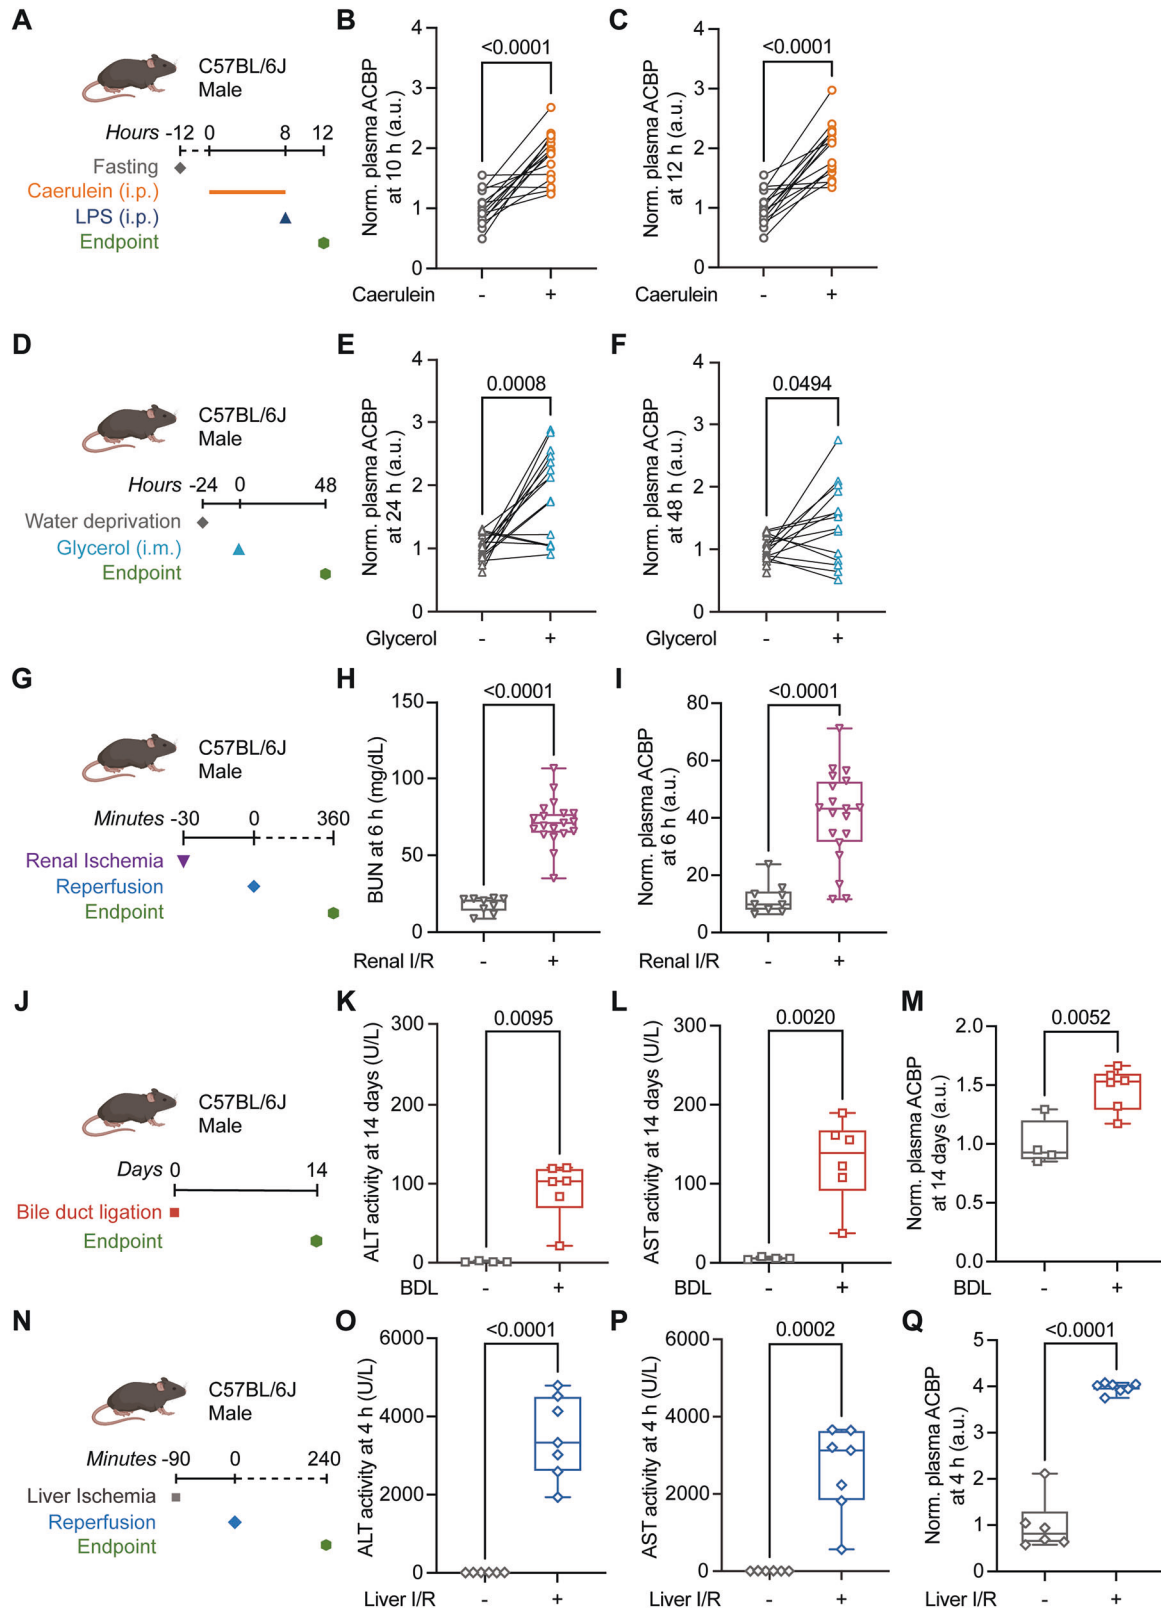 A
C57BL/6J
Male
Hours -12 0 8 12
Fasting
Caerulein (i.p.)
LPS (i.p.)
Endpoint
B
Norm. plasma ACBP
at 10 h (a.u.)
4
3
2
1
0
<0.0001
Caerulein - +
C
Norm. plasma ACBP
at 12 h (a.u.)
4
3
2
1
0
<0.0001
Caerulein - +
D
C57BL/6J
Male
Hours -24 0 48
Water deprivation
Glycerol (i.m.)
Endpoint
E
Norm. plasma ACBP
at 24 h (a.u.)
4
3
2
1
0
0.0008
Glycerol - +
F
Norm. plasma ACBP
at 48 h (a.u.)
4
3
2
1
0
0.0494
Glycerol - +
G
C57BL/6J
Male
Minutes -30 0 360
Renal Ischemia
Reperfusion
Endpoint
H
BUN at 6 h (mg/dL)
150
100
50
0
<0.0001
Renal I/R - +
I
Norm. plasma ACBP
at 6 h (a.u.)
80
60
40
20
0
<0.0001
Renal I/R - +
J
C57BL/6J
Male
Days 0 14
Bile duct ligation
Endpoint
K
ALT activity at 14 days (U/L)
300
200
100
0
0.0095
BDL - +
L
AST activity at 14 days (U/L)
300
200
100
0
0.0020
BDL - +
M
Norm. plasma ACBP
at 14 days (a.u.)
2.0
1.5
1.0
0.5
0.0
0.0052
BDL - +
N
C57BL/6J
Male
Minutes -90 0 240
Liver Ischemia
Reperfusion
Endpoint
O
ALT activity at 4 h (U/L)
6000
4000
2000
0
<0.0001
Liver I/R - +
P
AST activity at 4 h (U/L)
6000
4000
2000
0
0.0002
Liver I/R - +
Q
Norm. plasma ACBP
at 4 h (a.u.)
5
4
3
2
1
0
<0.0001
Liver I/R - +